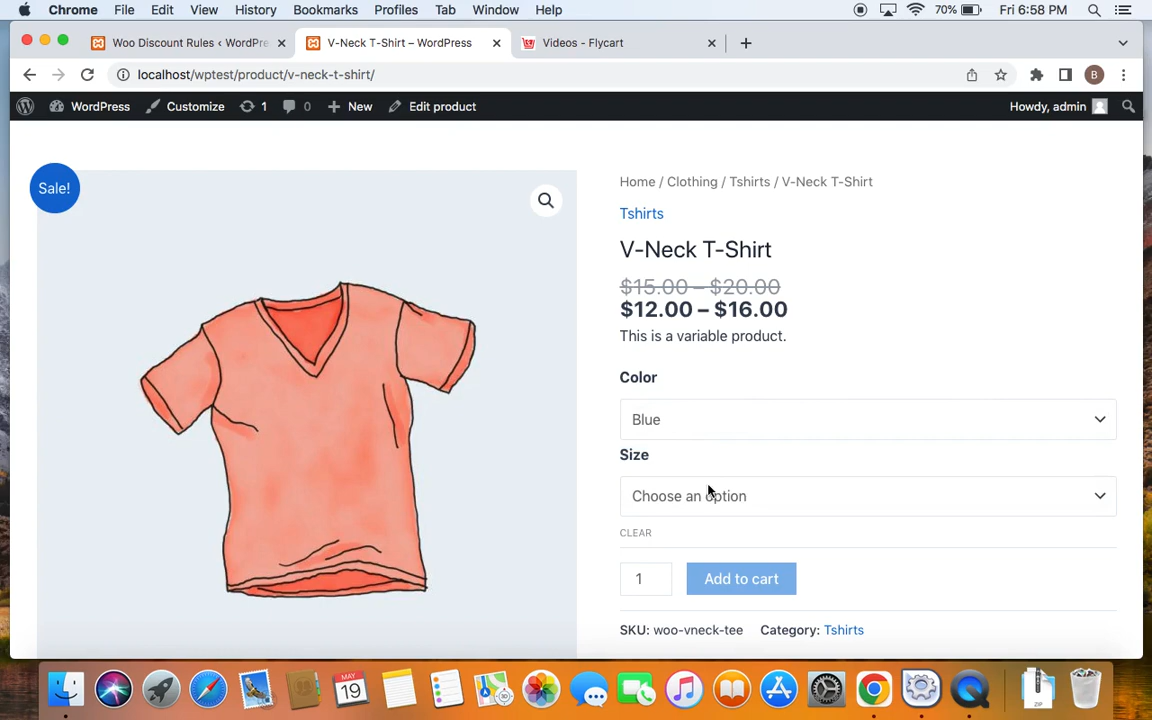 Chrome File Edit View History Bookmarks Profiles Tab Window Help 70% Fri 6:58 PM
Woo Discount Rules ‹ WordPre V-Neck T-Shirt – WordPress Videos - Flycart
localhost/wptest/product/v-neck-t-shirt/ B
WordPress Customize 1 0 New Edit product Howdy, admin
Sale!
Home / Clothing / Tshirts / V-Neck T-Shirt
Tshirts
V-Neck T-Shirt
$15.00 – $20.00
$12.00 – $16.00
This is a variable product.
Color
Blue
Size
Choose an option
CLEAR
1 Add to cart
SKU: woo-vneck-tee Category: Tshirts
MAY
19
ZIP